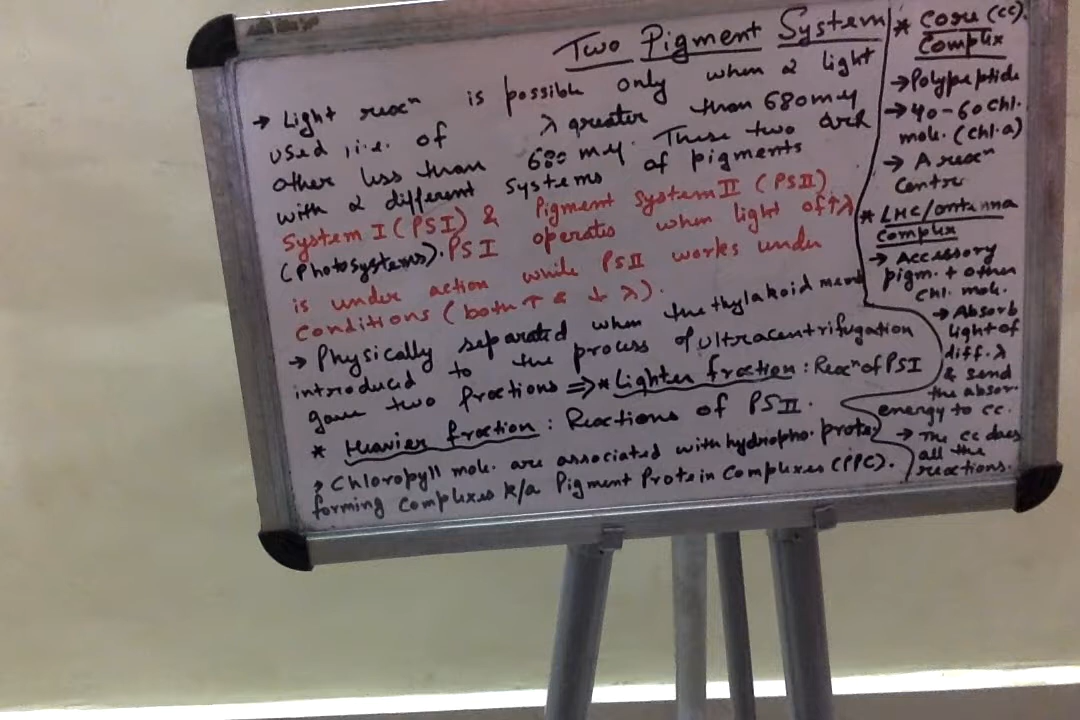 Two Pigment System
→ Light reacⁿ is possible only when 2 light
used, i.e. of λ greater than 680mμ
other less than 680 mμ. These two are
with 2 different systems of pigments
System I (PSI) & Pigment System II (PSII)
(Photosystems). PSI operates when light of ↑λ
is under action while PSII works under
conditions (both ↑ & ↓ λ).
→ Physically separated when the thylakoid mem
introduced to the process of ultracentrifugation
gave two fractions ⇒ * Lighter fraction : Reacⁿ of PSI
* Heavier fraction : Reactions of PSII.
→ Chloropyll mole. are associated with hydropho. protei
forming complexes k/a Pigment Protein Complexes (PPC).
* Core (CC).
Complex
→ Polypeptide
→ 40-60 Chl.
mole. (Chl. a)
→ A reacⁿ
Centre
* LHC/antenna
complex
→ Accessory
pigm. + other
Chl. mole.
→ Absorb
light of
diff. λ
& send
the absor.
energy to cc.
→ The cc does
all the
reactions.